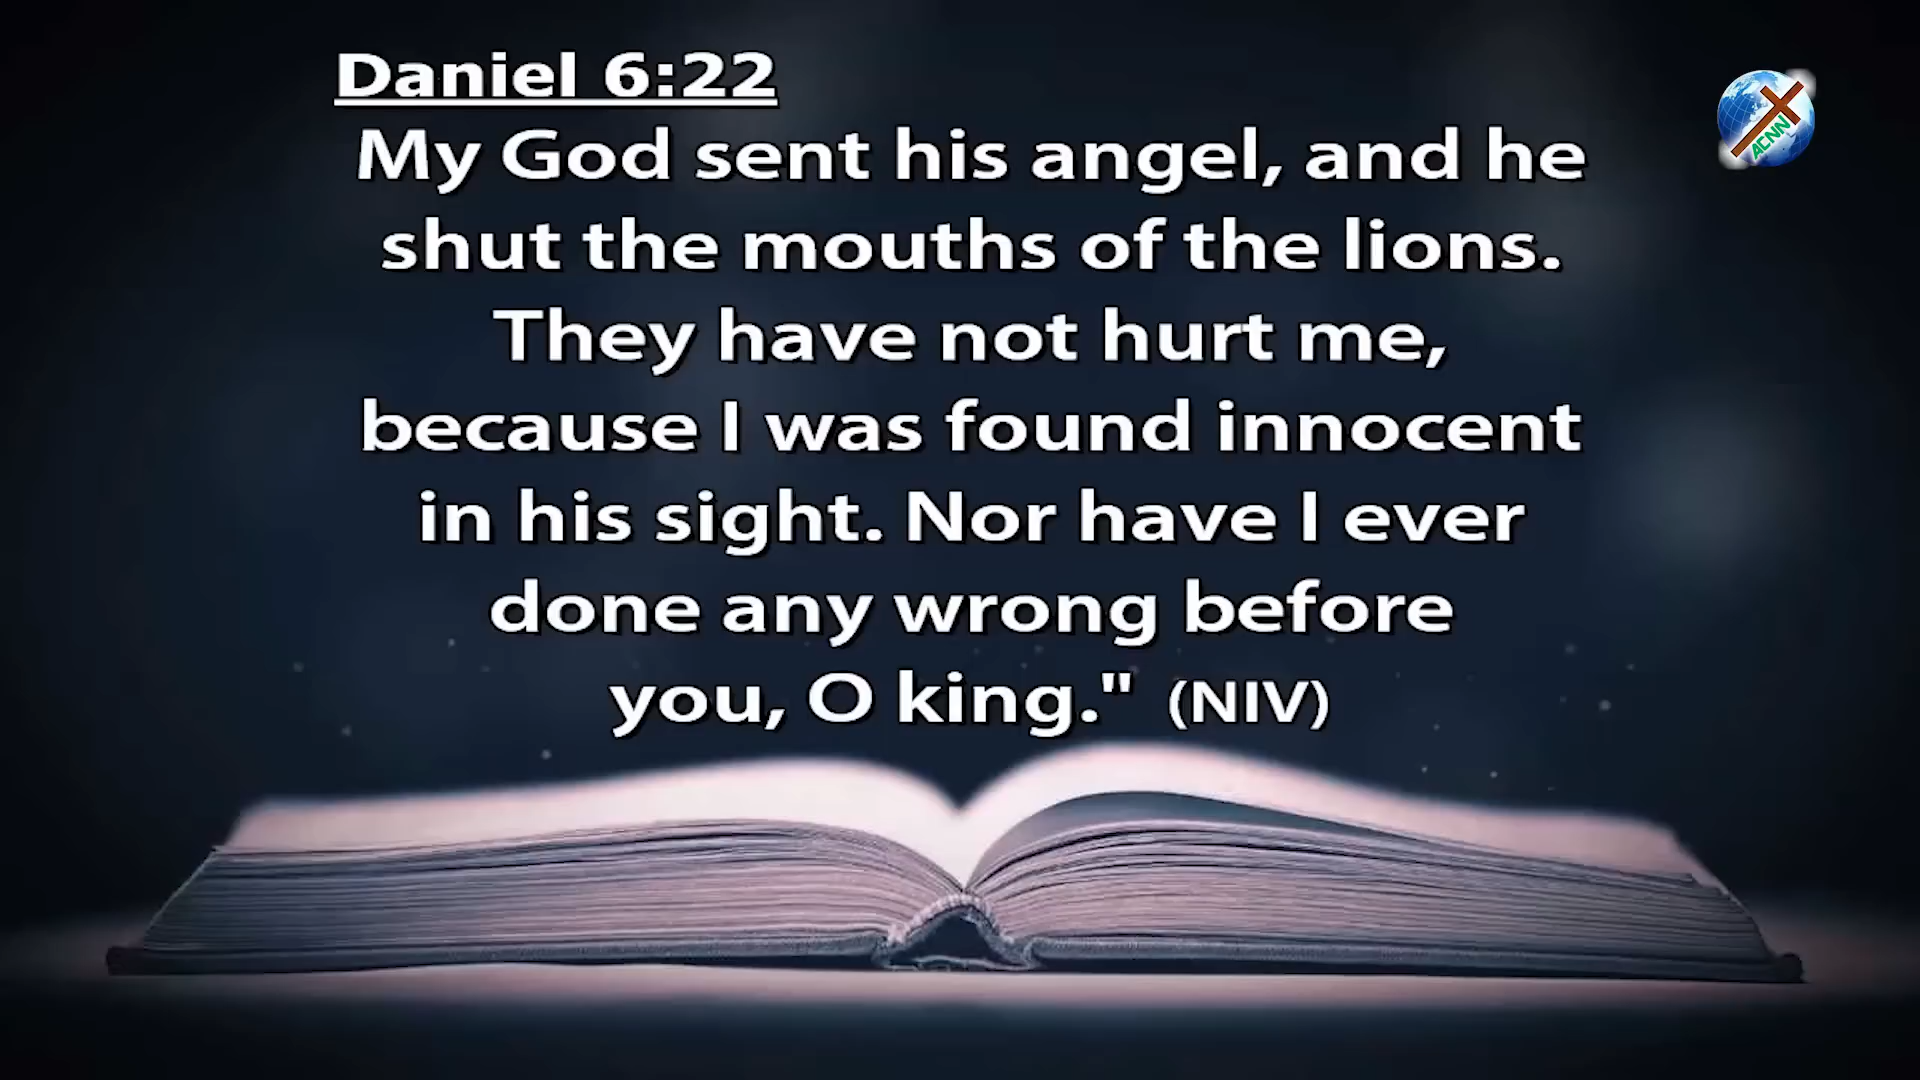 Daniel 6:22
My God sent his angel, and he
shut the mouths of the lions.
They have not hurt me,
because I was found innocent
in his sight. Nor have I ever
done any wrong before
you, O king." (NIV)
ACNN